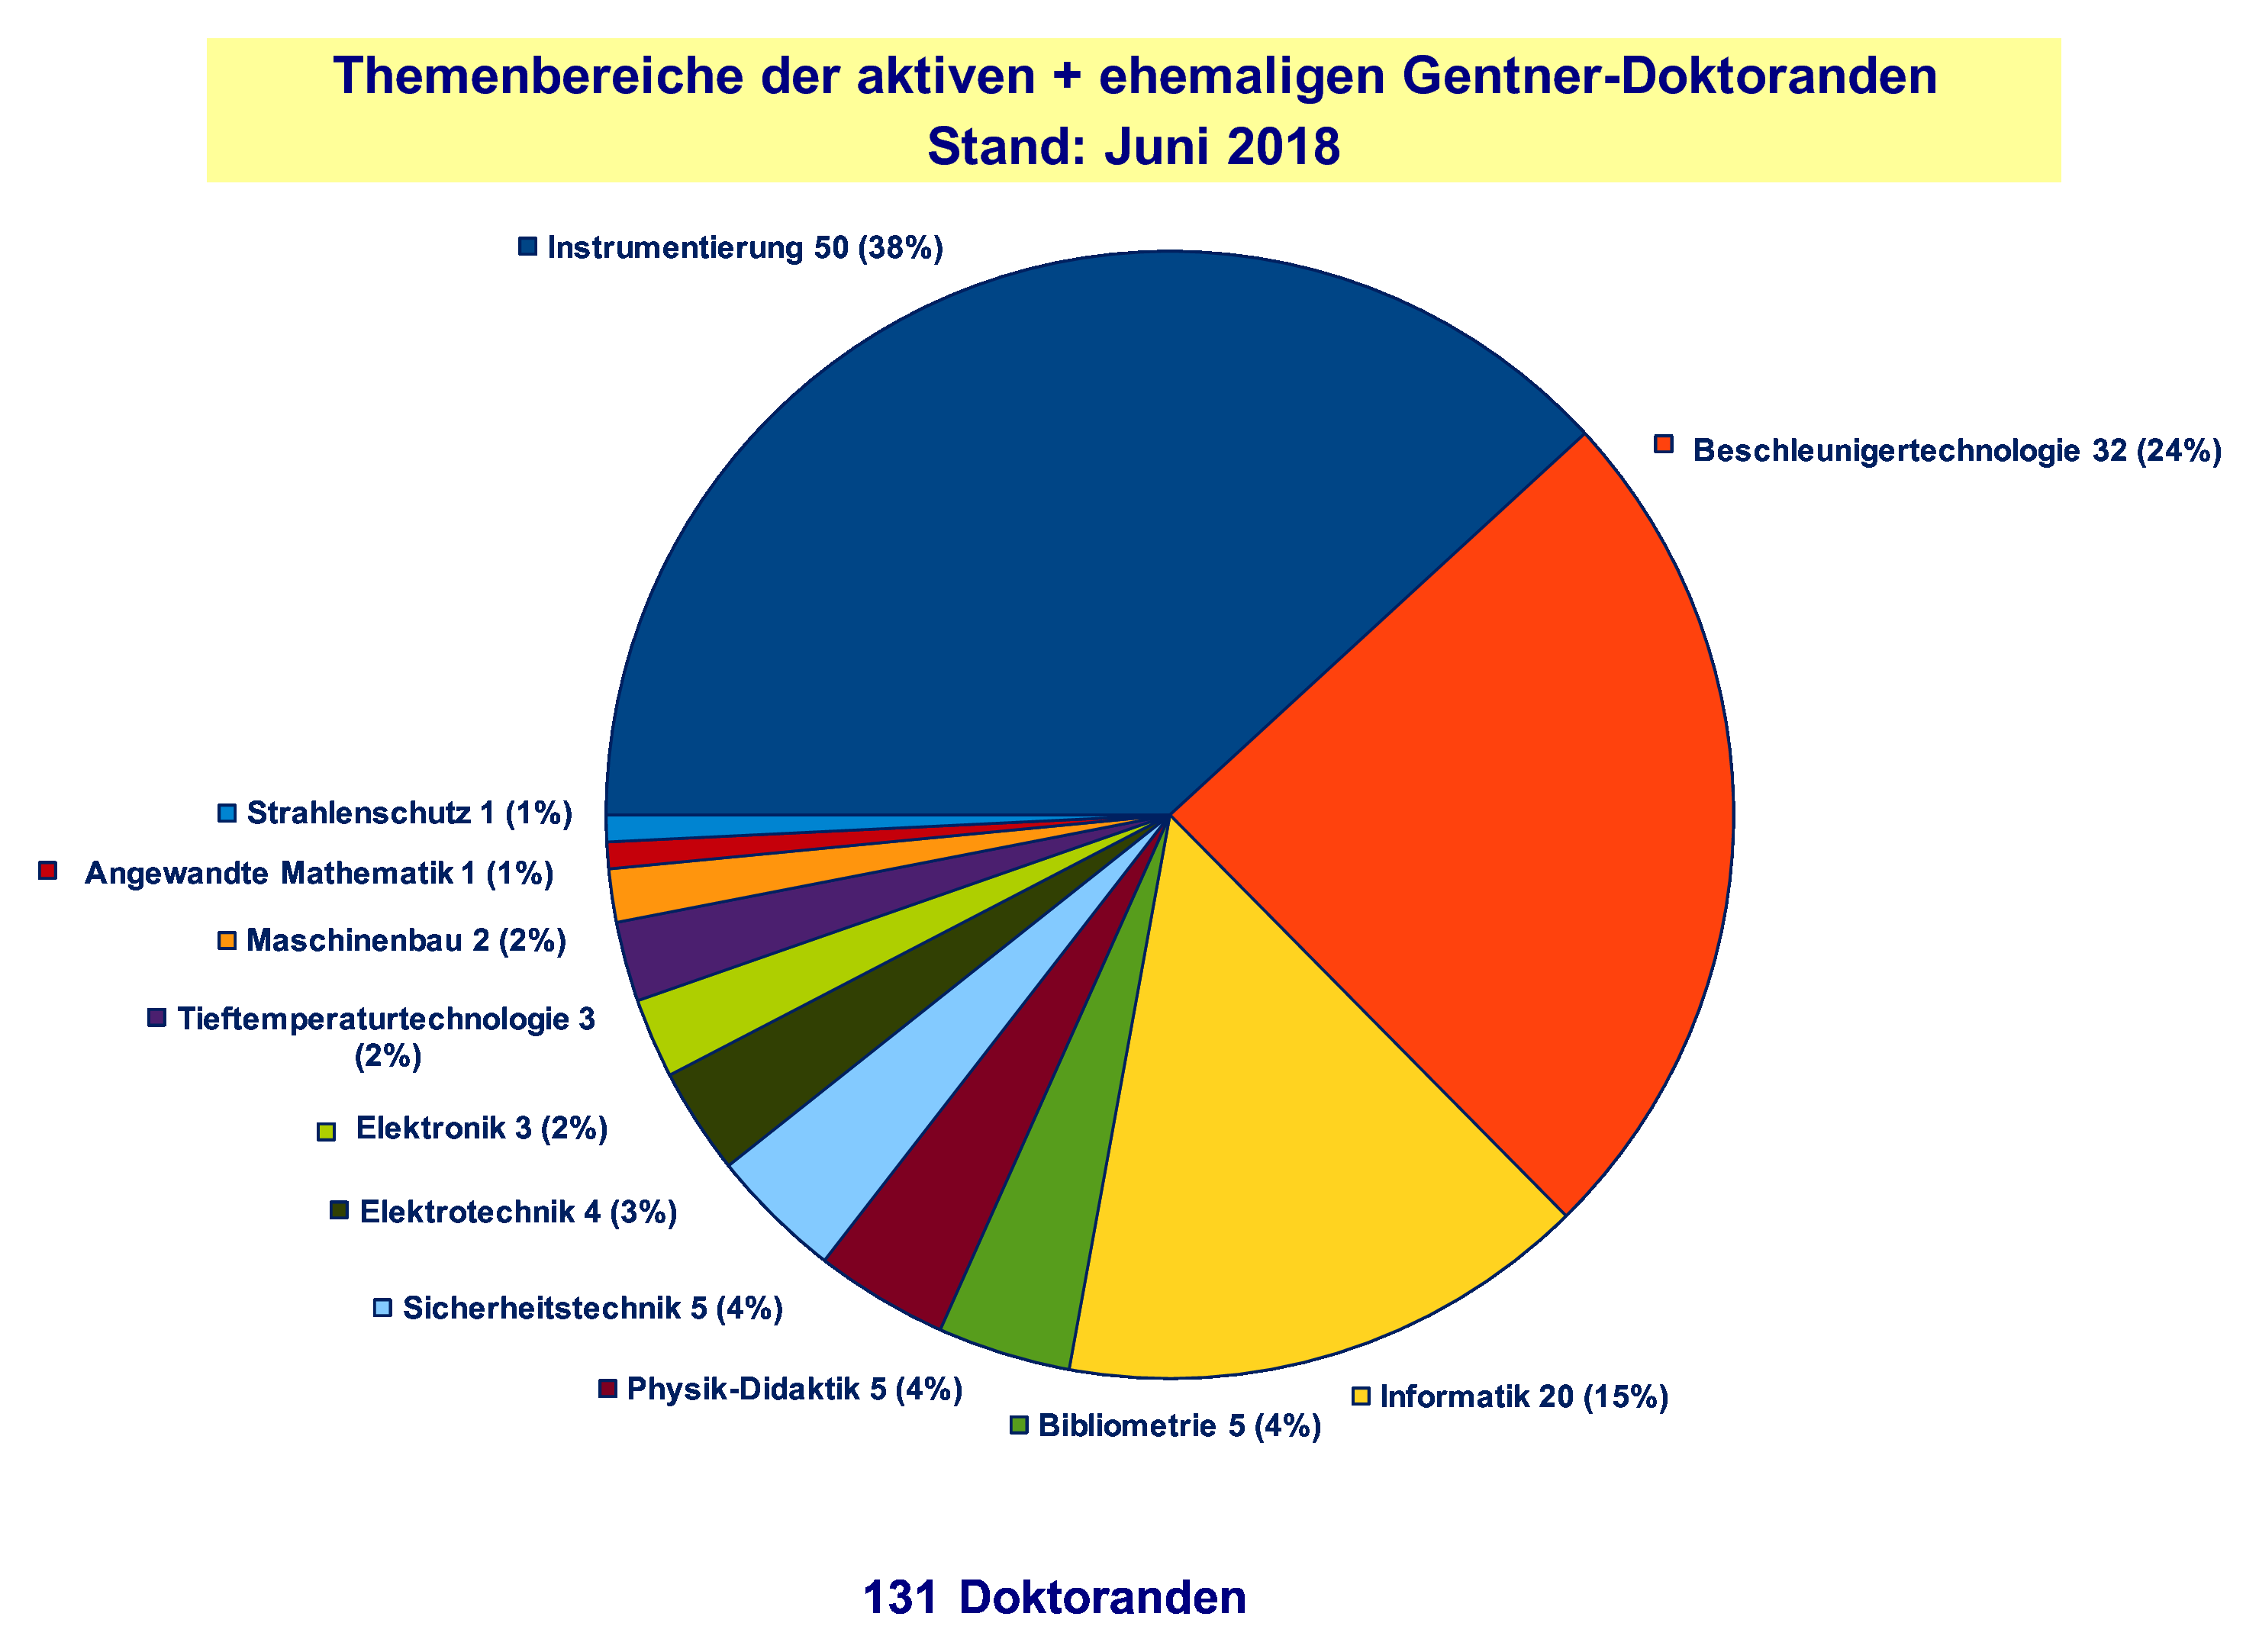 Themenbereiche der aktiven + ehemaligen Gentner-Doktoranden
Stand: Juni 2018
Instrumentierung 50 (38%)
Beschleunigertechnologie 32 (24%)
Strahlenschutz 1 (1%)
Angewandte Mathematik 1 (1%)
Maschinenbau 2 (2%)
Tieftemperaturtechnologie 3
(2%)
Elektronik 3 (2%)
Elektrotechnik 4 (3%)
Sicherheitstechnik 5 (4%)
Physik-Didaktik 5 (4%)
Informatik 20 (15%)
Bibliometrie 5 (4%)
131 Doktoranden